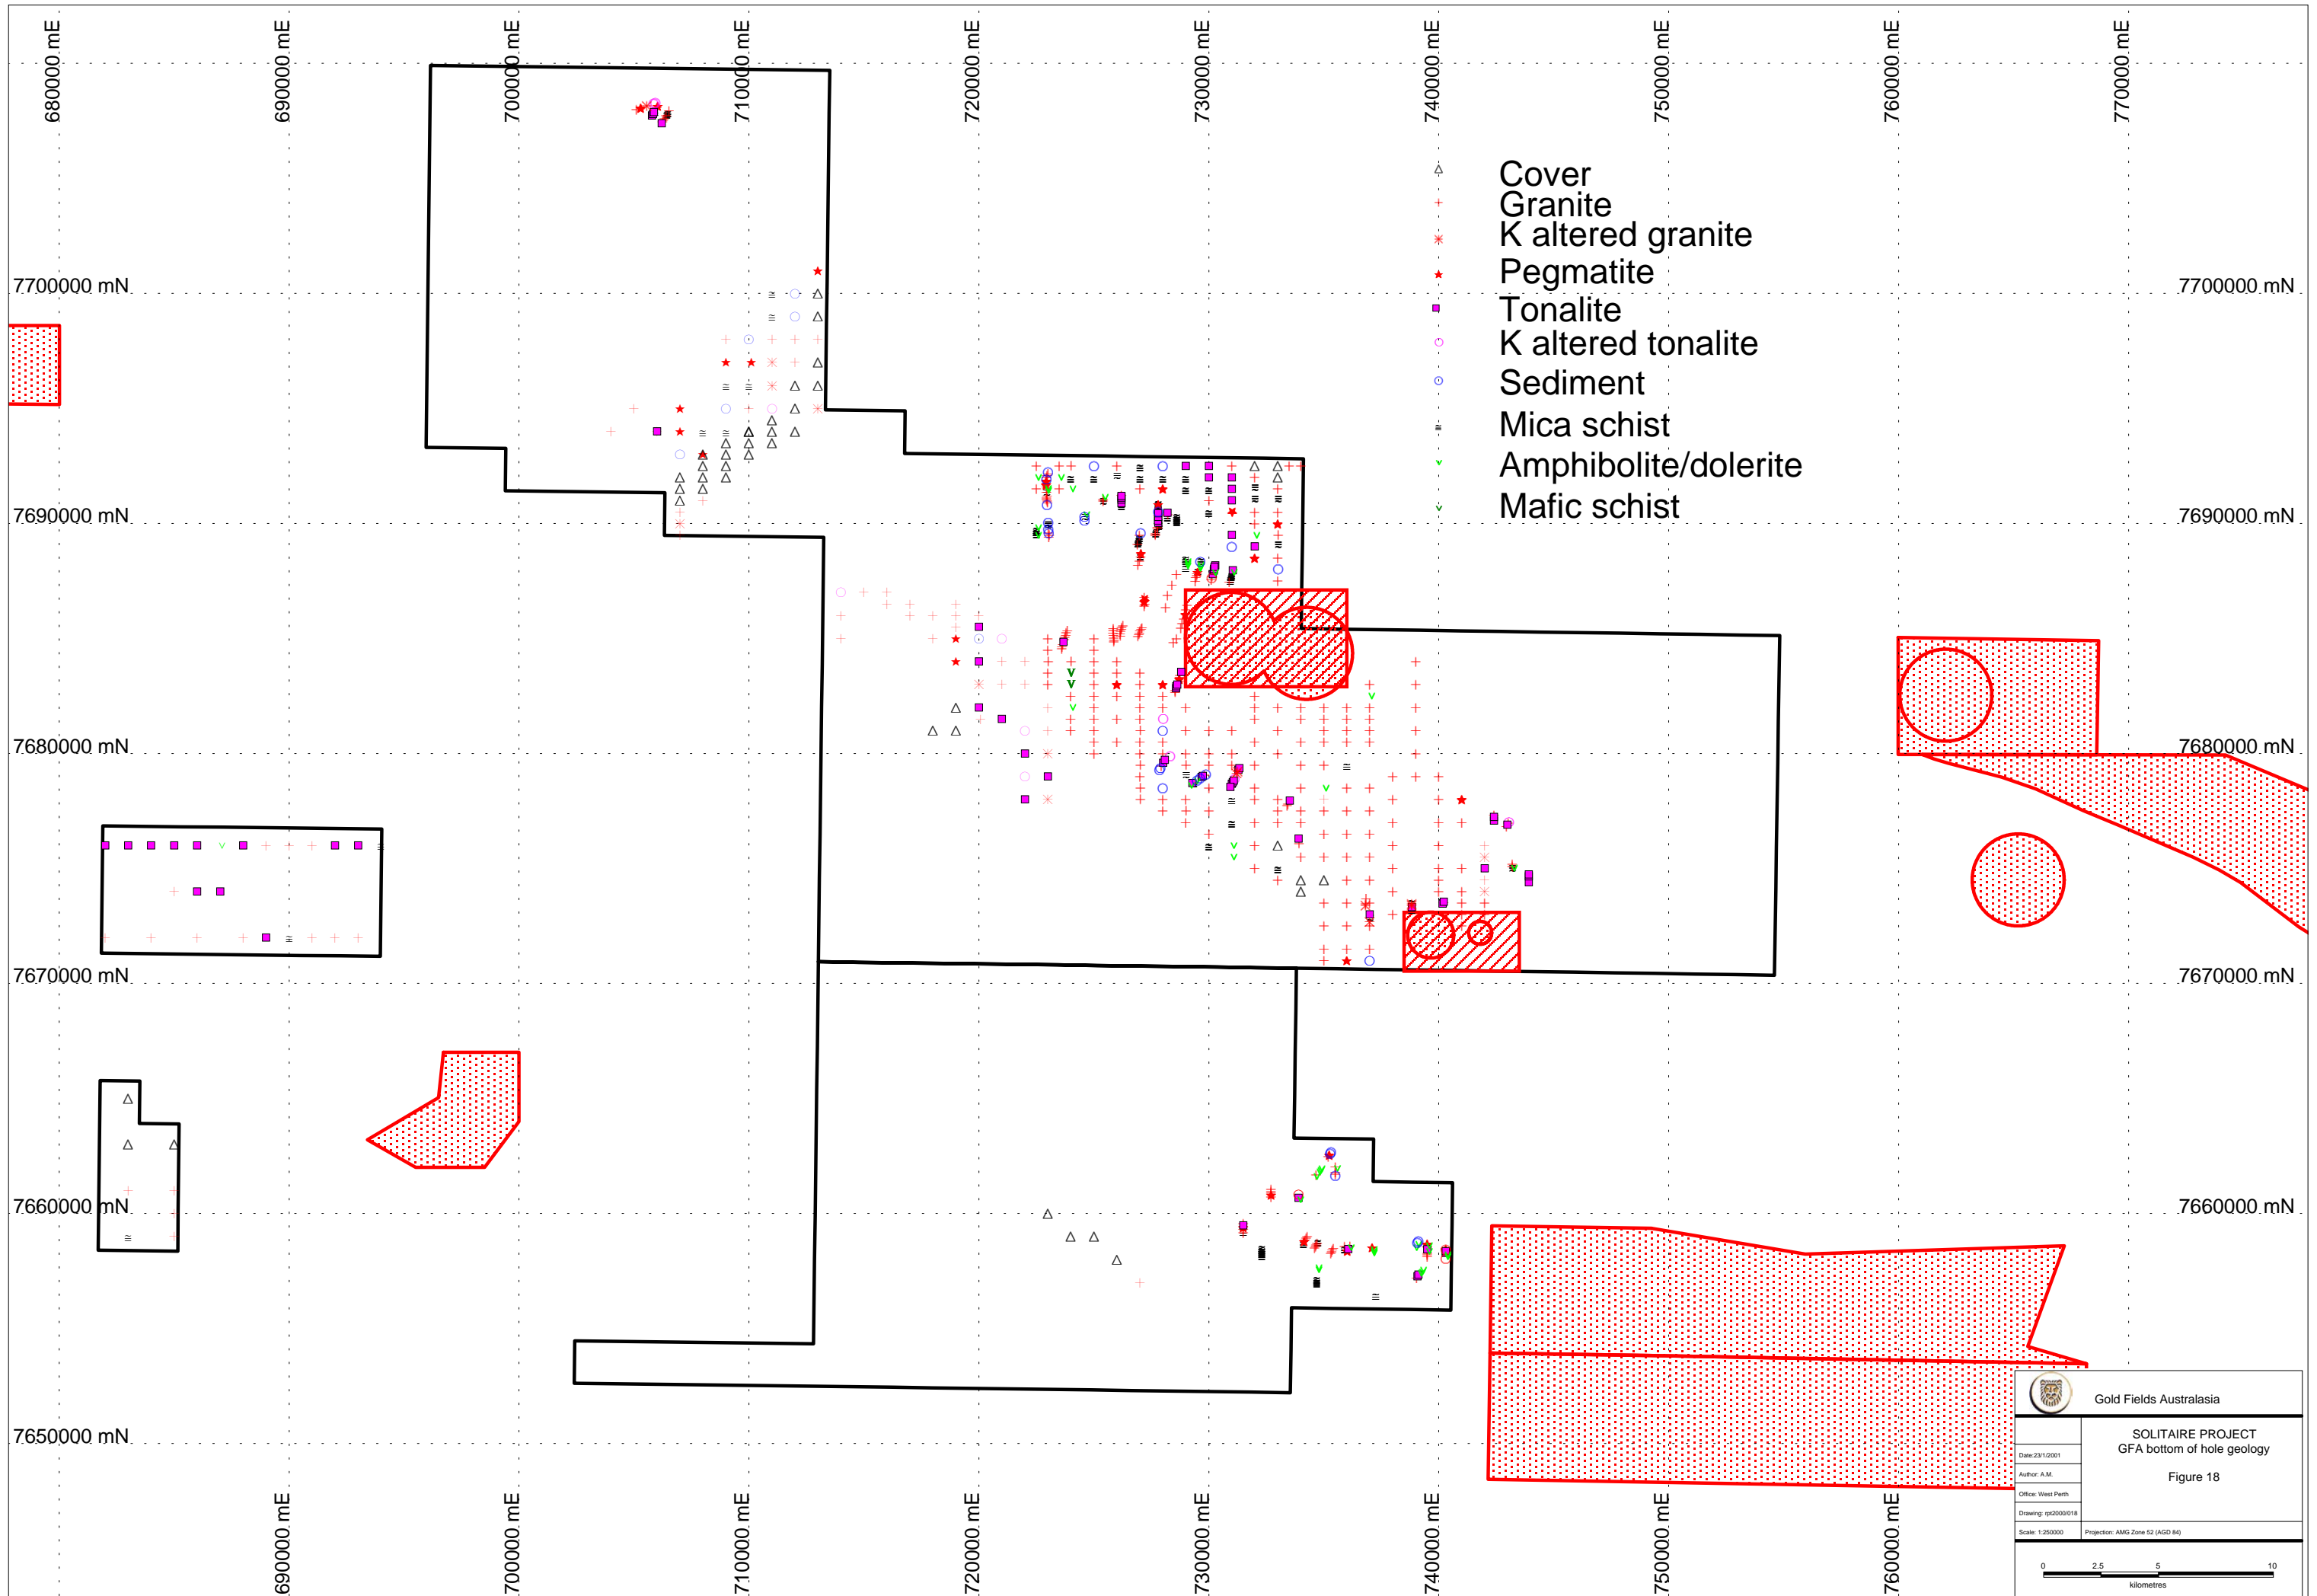 680000 mE
690000 mE
700000 mE
710000 mE
720000 mE
730000 mE
740000 mE
750000 mE
760000 mE
770000 mE
Cover
Granite
K altered granite
Pegmatite
Tonalite
K altered tonalite
Sediment
Mica schist
Amphibolite/dolerite
Mafic schist
7700000 mN
7700000 mN
7690000 mN
7690000 mN
7680000 mN
7680000 mN
7670000 mN
7670000 mN
7660000 mN
7660000 mN
7650000 mN
690000 mE
700000 mE
710000 mE
720000 mE
730000 mE
740000 mE
750000 mE
760000 mE
Gold Fields Australasia
SOLITAIRE PROJECT
GFA bottom of hole geology
Figure 18
Date:23/1/2001
Author: A.M.
Office: West Perth
Drawing: rpt2000/018
Scale: 1:250000
Projection: AMG Zone 52 (AGD 84)
0 2.5 5 10
kilometres